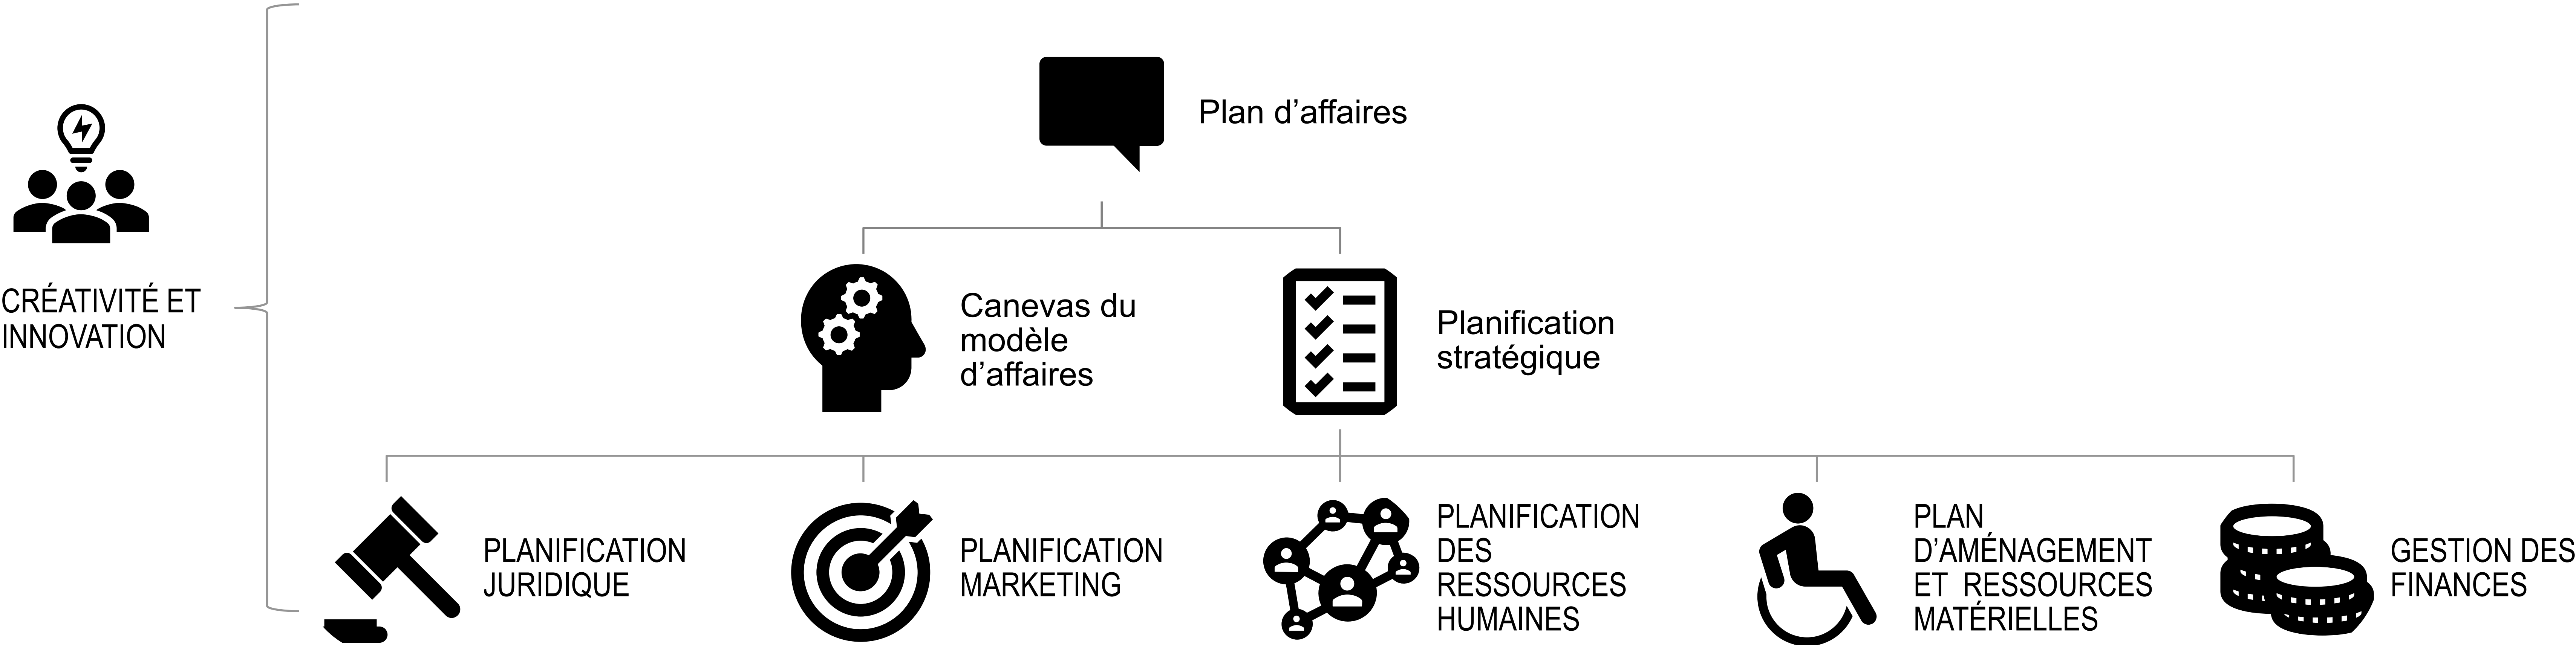 CRÉATIVITÉ ET
INNOVATION
Plan d’affaires
Canevas du
modèle
d’affaires
Planification
stratégique
PLANIFICATION
JURIDIQUE
PLANIFICATION
MARKETING
PLANIFICATION
DES
RESSOURCES
HUMAINES
PLAN
D’AMÉNAGEMENT
ET RESSOURCES
MATÉRIELLES
GESTION DES
FINANCES